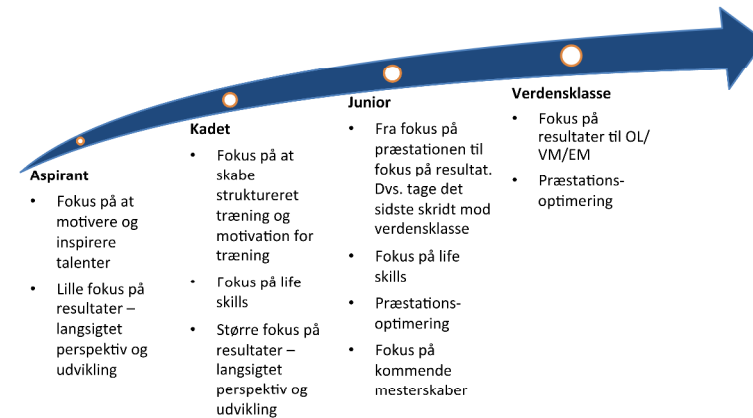 Aspirant
• Fokus på at
motivere og
inspirere
talenter
• Lille fokus på
resultater –
langsigtet
perspektiv og
udvikling
Kadet
• Fokus på at
skabe
struktureret
træning og
motivation for
træning
• Fokus på life
skills
• Større fokus på
resultater –
langsigtet
perspektiv og
udvikling
Junior
• Fra fokus på
præstationen til
fokus på resultat.
Dvs. tage det
sidste skridt mod
verdensklasse
• Fokus på life
skills
• Præstations-
optimering
• Fokus på
kommende
mesterskaber
Verdensklasse
• Fokus på
resultater til OL/
VM/EM
• Præstations-
optimering